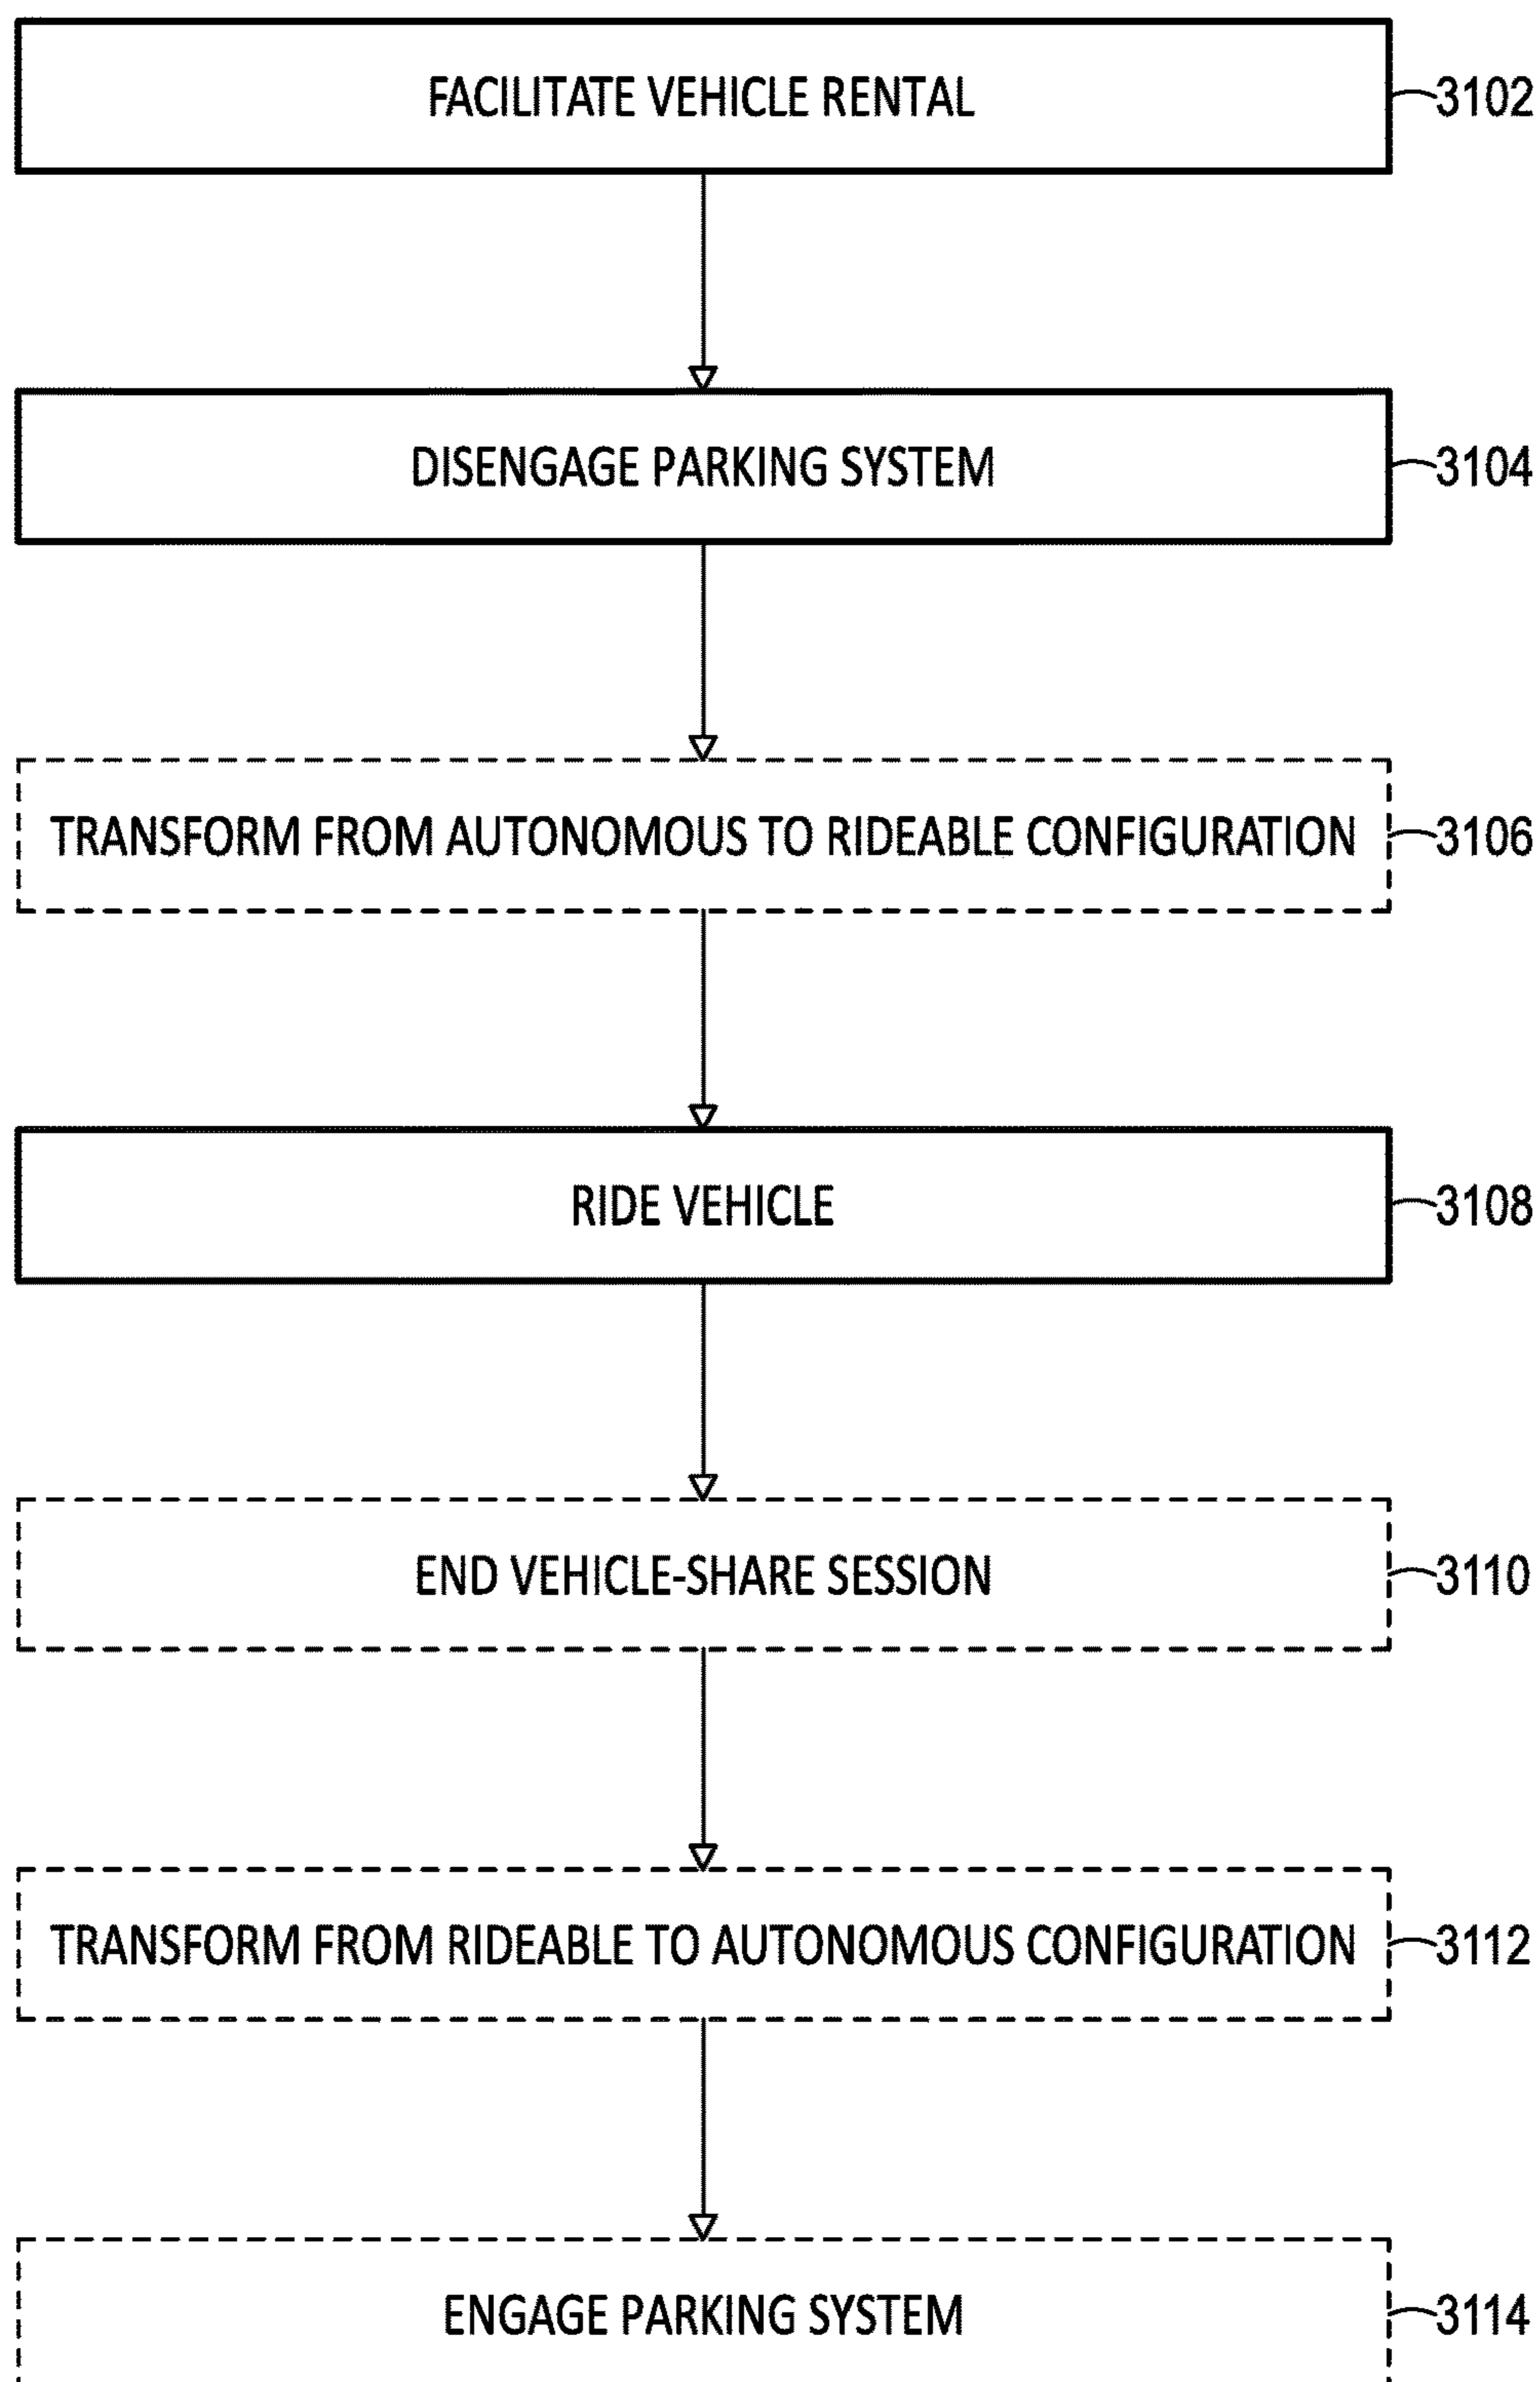 FACILITATE VEHICLE RENTAL 3102
DISENGAGE PARKING SYSTEM 3104
TRANSFORM FROM AUTONOMOUS TO RIDEABLE CONFIGURATION 3106
RIDE VEHICLE 3108
END VEHICLE-SHARE SESSION 3110
TRANSFORM FROM RIDEABLE TO AUTONOMOUS CONFIGURATION 3112
ENGAGE PARKING SYSTEM 3114